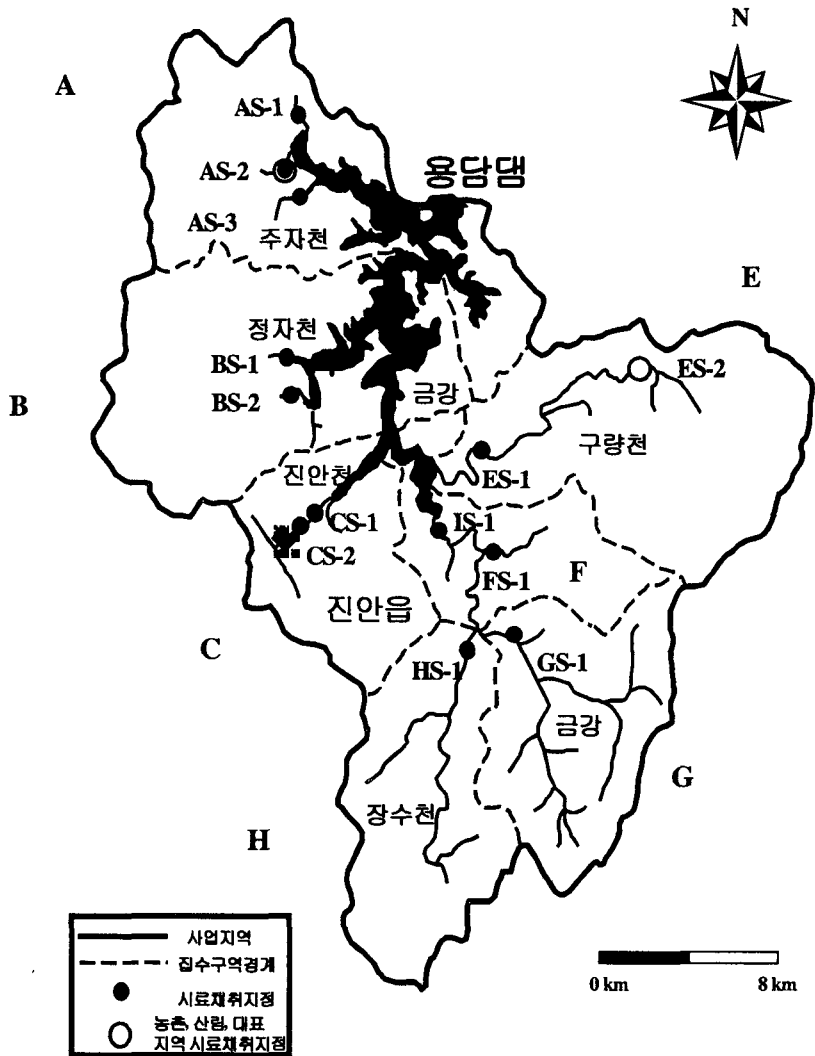 N
A
AS-1
용담댐
AS-2
AS-3
주자천
E
정자천
BS-1
ES-2
BS-2
금강
B
구량천
진안천
ES-1
CS-1
IS-1
CS-2
FS-1
F
진안읍
C
HS-1
GS-1
금강
G
장수천
H
사업지역
집수구역경계
시료채취지점
농촌, 산림, 대표
지역 시료채취지점
0 km
8 km